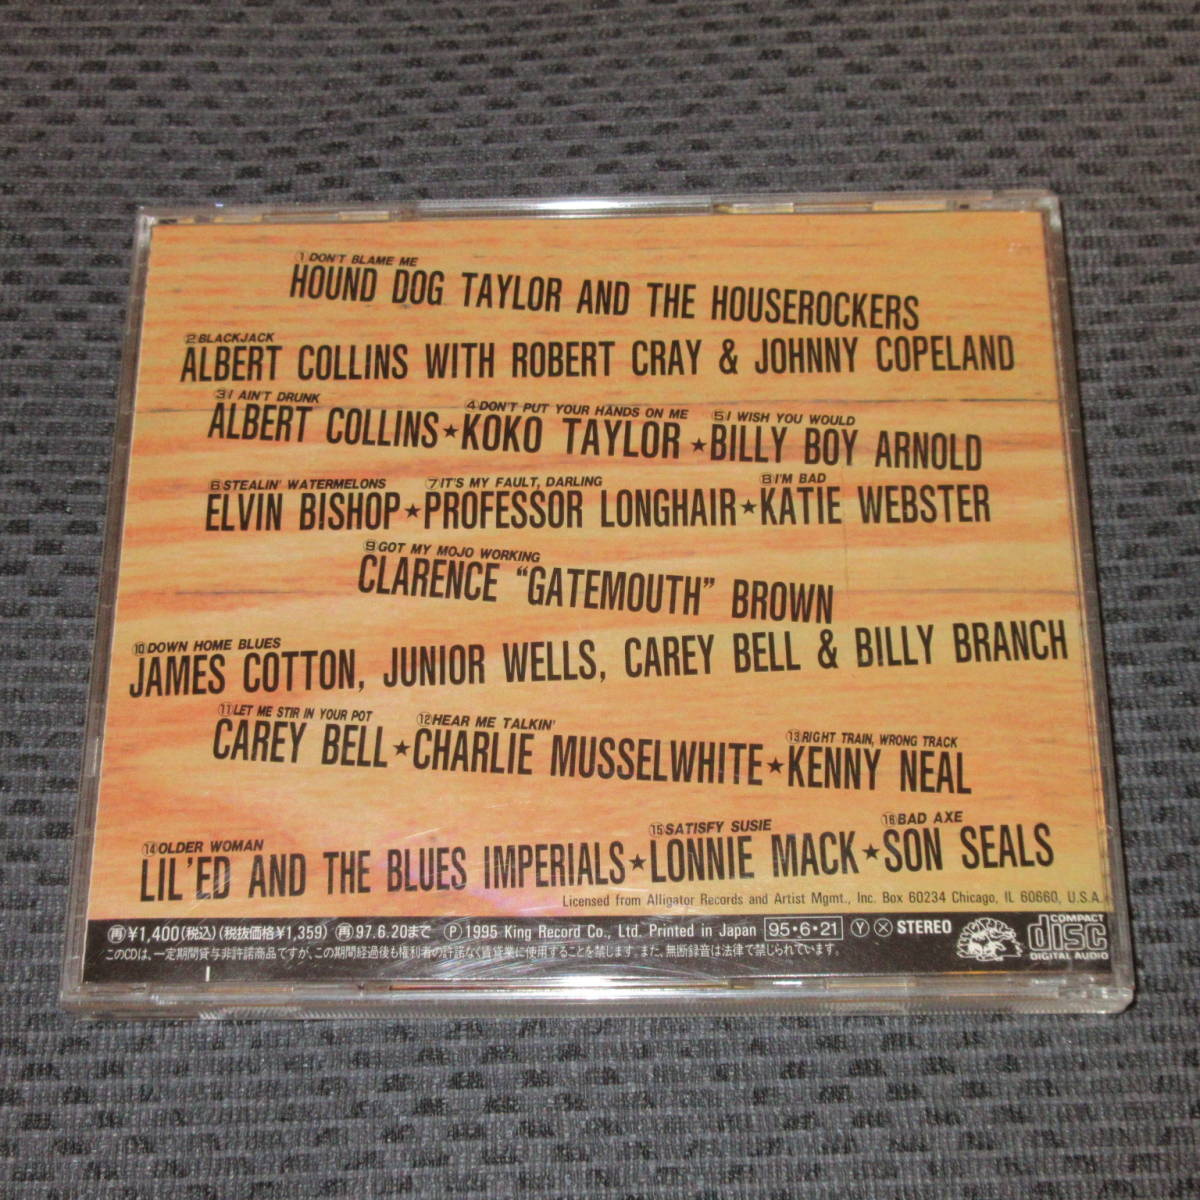 ①DON'T BLAME ME
HOUND DOG TAYLOR AND THE HOUSEROCKERS
②BLACKJACK
ALBERT COLLINS WITH ROBERT CRAY & JOHNNY COPELAND
③I AIN'T DRUNK ④DON'T PUT YOUR HANDS ON ME ⑤I WISH YOU WOULD
ALBERT COLLINS★KOKO TAYLOR★BILLY BOY ARNOLD
⑥STEALIN' WATERMELONS ⑦IT'S MY FAULT, DARLING ⑧I'M BAD
ELVIN BISHOP★PROFESSOR LONGHAIR★KATIE WEBSTER
⑨GOT MY MOJO WORKING
CLARENCE "GATEMOUTH" BROWN
⑩DOWN HOME BLUES
JAMES COTTON, JUNIOR WELLS, CAREY BELL & BILLY BRANCH
⑪LET ME STIR IN YOUR POT ⑫HEAR ME TALKIN' ⑬RIGHT TRAIN, WRONG TRACK
CAREY BELL★CHARLIE MUSSELWHITE★KENNY NEAL
⑭OLDER WOMAN ⑮SATISFY SUSIE ⑯BAD AXE
LIL'ED AND THE BLUES IMPERIALS★LONNIE MACK★SON SEALS
Licensed from Alligator Records and Artist Mgmt., Inc. Box 60234 Chicago, IL 60660, U.S.A.
再¥1,400(税込)(税抜価格¥1,359) 再97.6.20まで Ⓟ1995 King Record Co., Ltd. Printed in Japan 95・6・21 Ⓨ Ⓧ STEREO COMPACT disc DIGITAL AUDIO
このCDは、一定期間貸与非許諾商品ですが、この期間経過後も権利者の許諾なく賃貸業に使用することを禁じます。また、無断録音は法律で禁じられています。